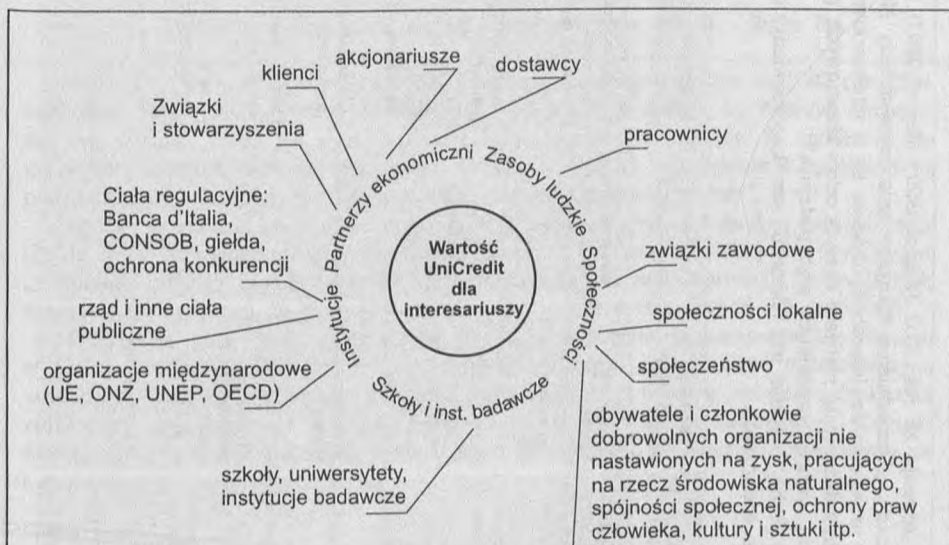 akcjonariusze
klienci
dostawcy
Związki
i stowarzyszenia
pracownicy
Ciała regulacyjne:
Banca d'Italia,
CONSOB, giełda,
ochrona konkurencji
Instytucje Partnerzy ekonomiczni Zasoby ludzkie Społeczności
Wartość
UniCredit
dla
interesariuszy
związki zawodowe
rząd i inne ciała
publiczne
społeczności lokalne
organizacje międzynarodowe
(UE, ONZ, UNEP, OECD)
społeczeństwo
Szkoły i inst. badawcze
obywatele i członkowie
dobrowolnych organizacji nie
nastawionych na zysk, pracujących
na rzecz środowiska naturalnego,
spójności społecznej, ochrony praw
człowieka, kultury i sztuki itp.
szkoły, uniwersytety,
instytucje badawcze